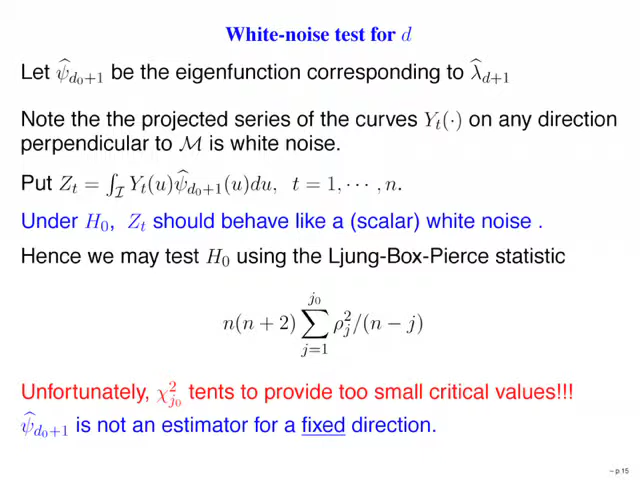 White-noise test for d
Let ψ̂_{d₀+1} be the eigenfunction corresponding to λ̂_{d+1}
Note the the projected series of the curves Y_t(·) on any direction
perpendicular to ℳ is white noise.
Put Z_t = ∫_ℐ Y_t(u)ψ̂_{d₀+1}(u)du, t = 1, ··· , n.
Under H₀, Z_t should behave like a (scalar) white noise .
Hence we may test H₀ using the Ljung-Box-Pierce statistic
n(n + 2) ∑_{j=1}^{j₀} ρ_j²/(n − j)
Unfortunately, χ²_{j₀} tents to provide too small critical values!!!
ψ̂_{d₀+1} is not an estimator for a fixed direction.
– p 15